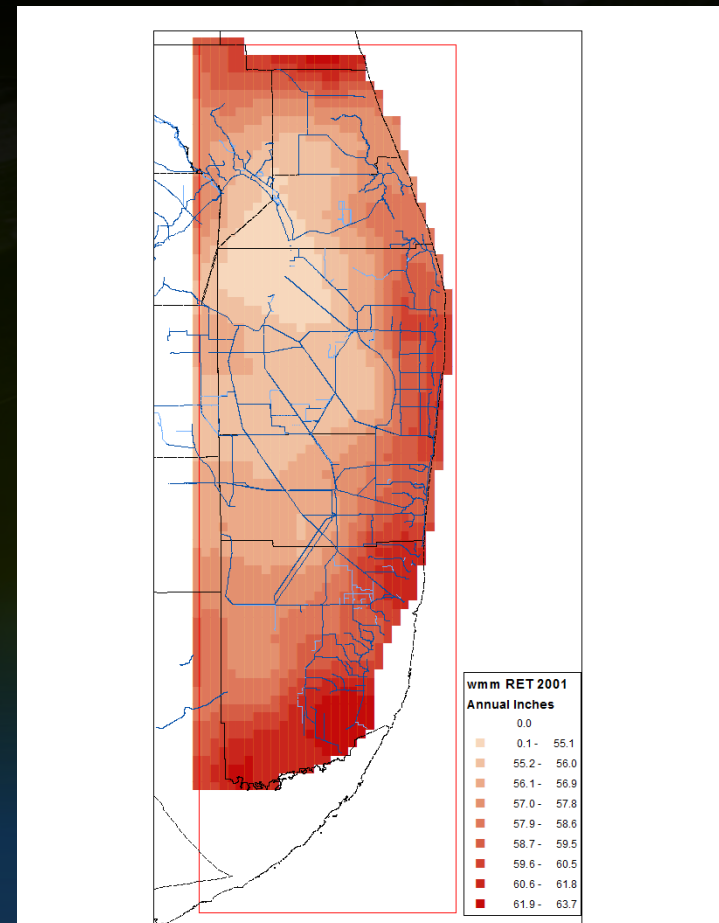 wmm RET 2001
Annual Inches
0.0
0.1 - 55.1
55.2 - 56.0
56.1 - 56.9
57.0 - 57.8
57.9 - 58.6
58.7 - 59.5
59.6 - 60.5
60.6 - 61.8
61.9 - 63.7